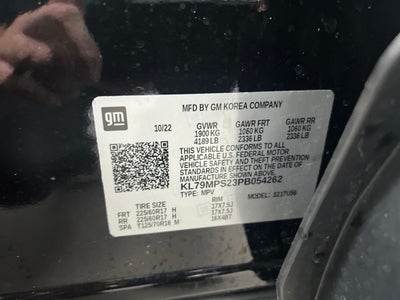 gm
MFD BY GM KOREA COMPANY
10/22 GVWR GAWR FRT GAWR RR
1900 KG 1060 KG 1060 KG
4189 LB 2336 LB 2336 LB
THIS VEHICLE CONFORMS TO ALL
APPLICABLE U.S. FEDERAL MOTOR
VEHICLE SAFETY AND THEFT PREVENTION
STANDARDS IN EFFECT ON THE DATE OF
MANUFACTURE SHOWN ABOVE.
KL79MPS23PB054262
TYPE: MPV MODEL: 
TIRE SIZE RIM
FRT 225/60R17 H 17X7.5J
RR 225/60R17 H 17X7.5J
SPA T125/70R16 M 16X4BT